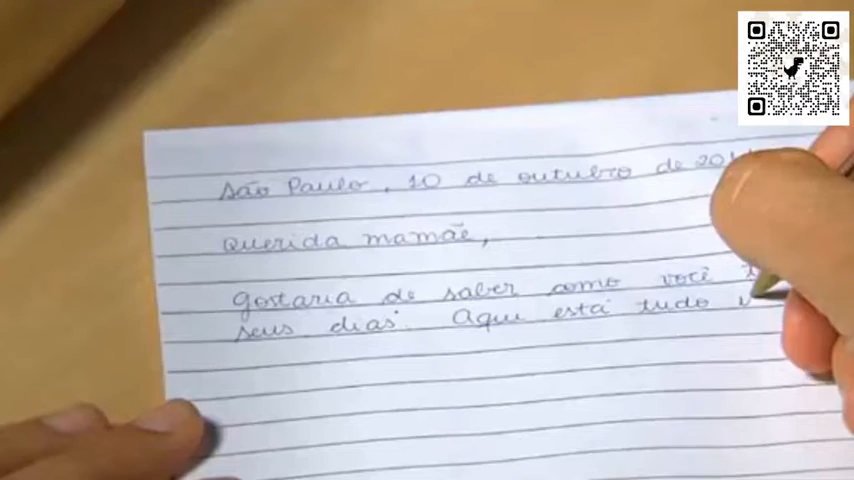 São Paulo, 10 de outubro de
Querida mamãe,
Gostaria de saber como você
seus dias. Aqui está tudo